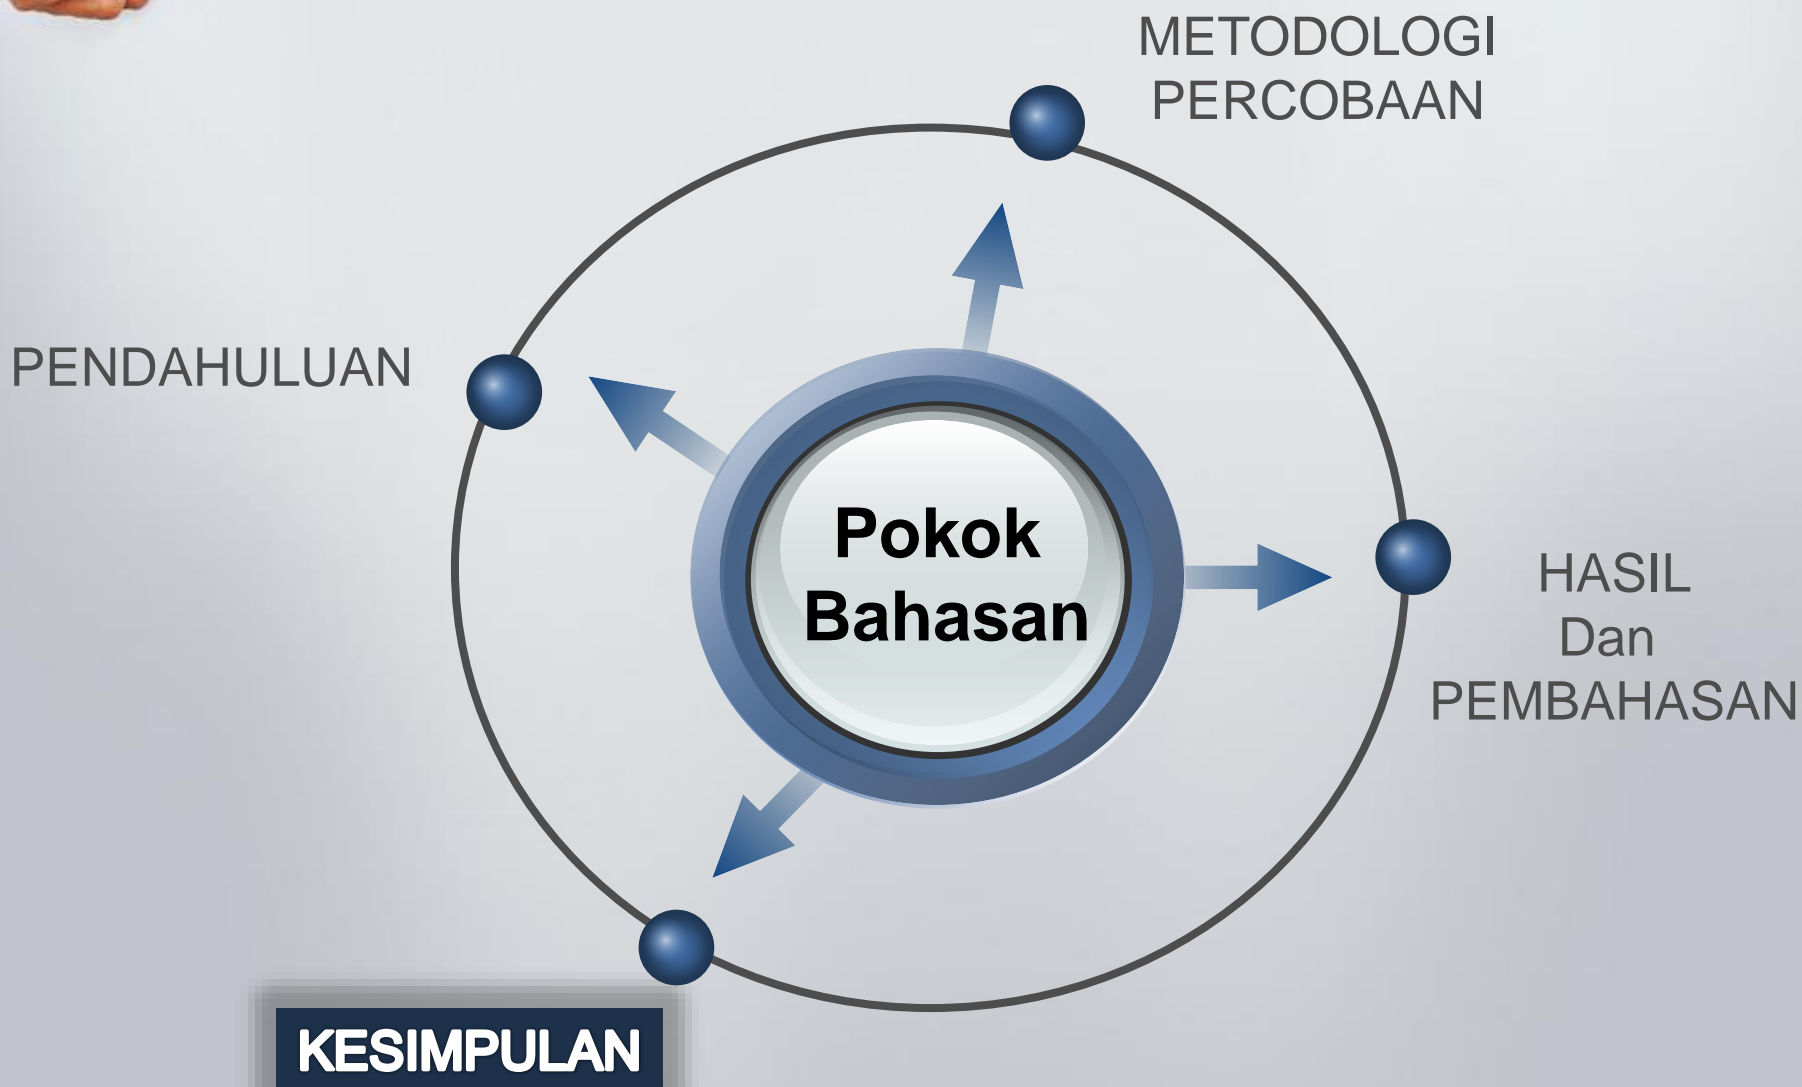 METODOLOGI
PERCOBAAN
PENDAHULUAN
Pokok
Bahasan
HASIL
Dan
PEMBAHASAN
KESIMPULAN